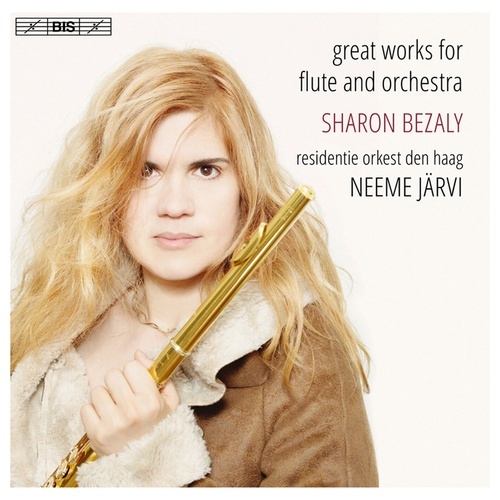 BIS
great works for
flute and orchestra
SHARON BEZALY
residentie orkest den haag
NEEME JÄRVI